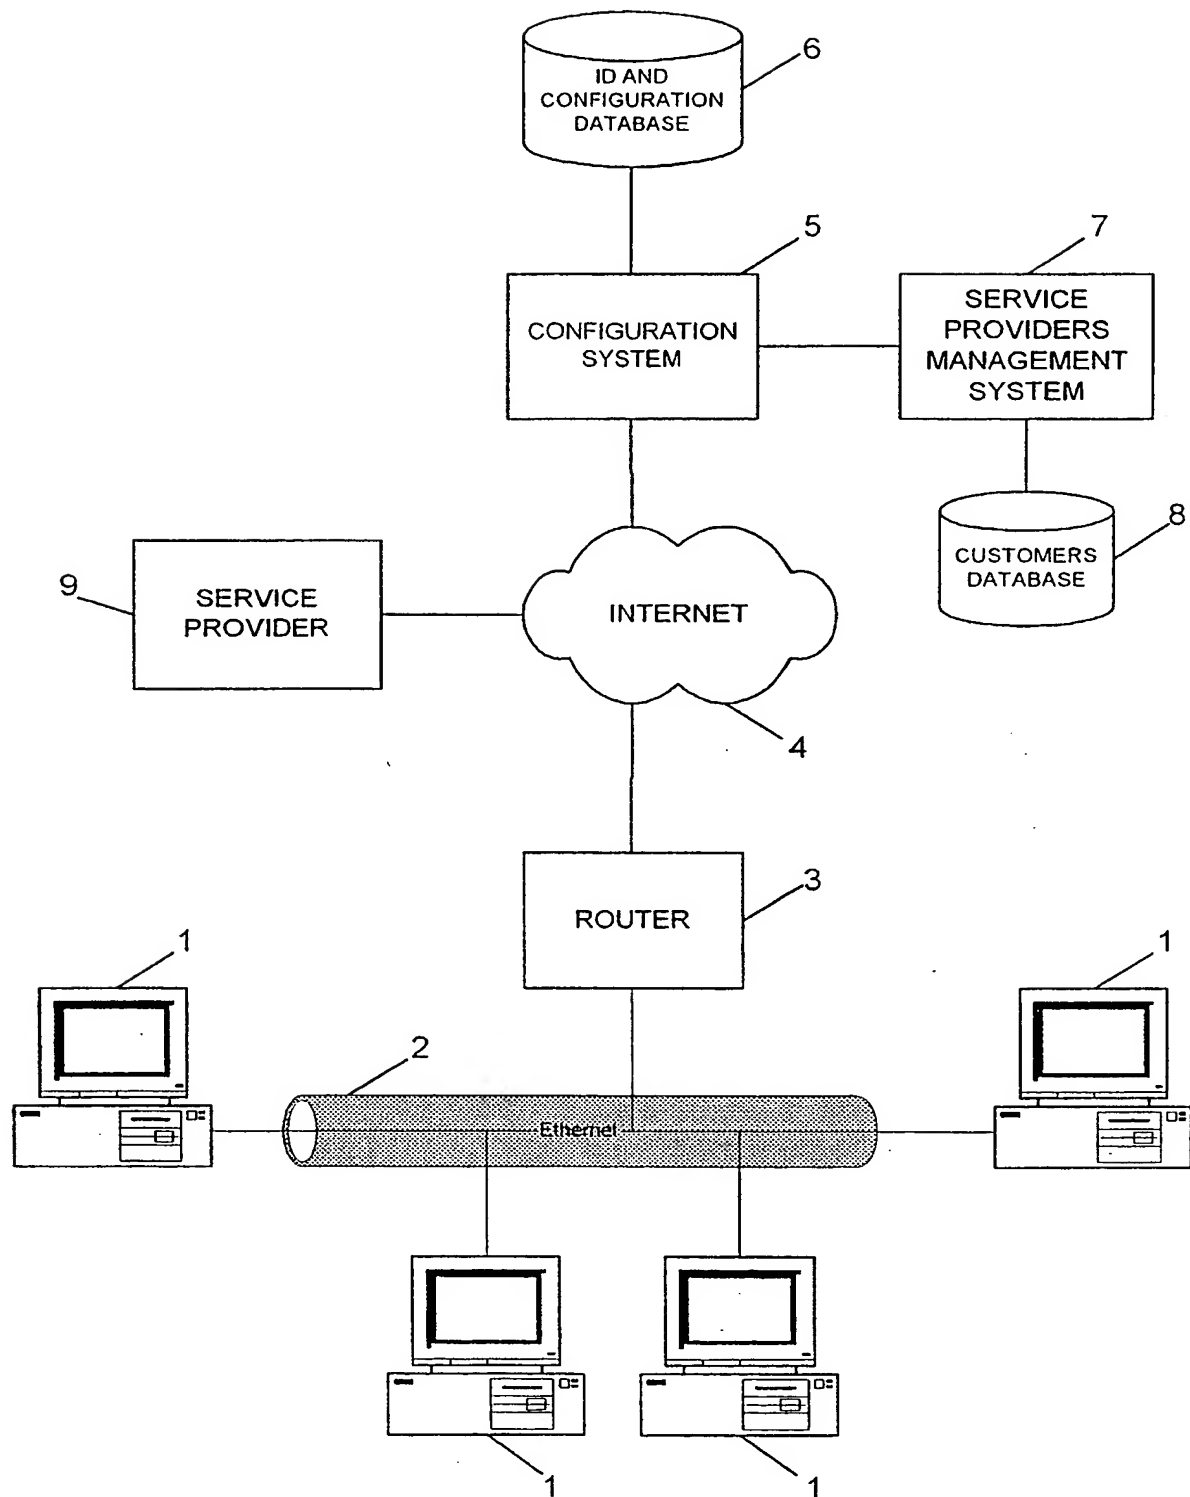 6
ID AND
CONFIGURATION
DATABASE
5
7
CONFIGURATION
SYSTEM
SERVICE
PROVIDERS
MANAGEMENT
SYSTEM
8
CUSTOMERS
DATABASE
9
SERVICE
PROVIDER
INTERNET
4
3
ROUTER
1
1
2
Ethernet
1
1